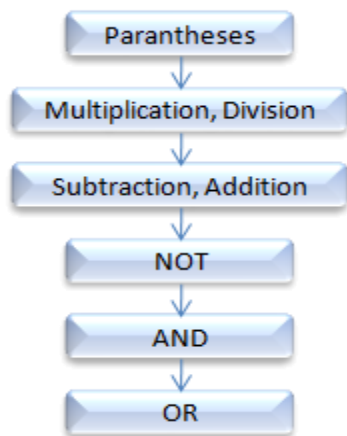 Parantheses
Multiplication, Division
Subtraction, Addition
NOT
AND
OR